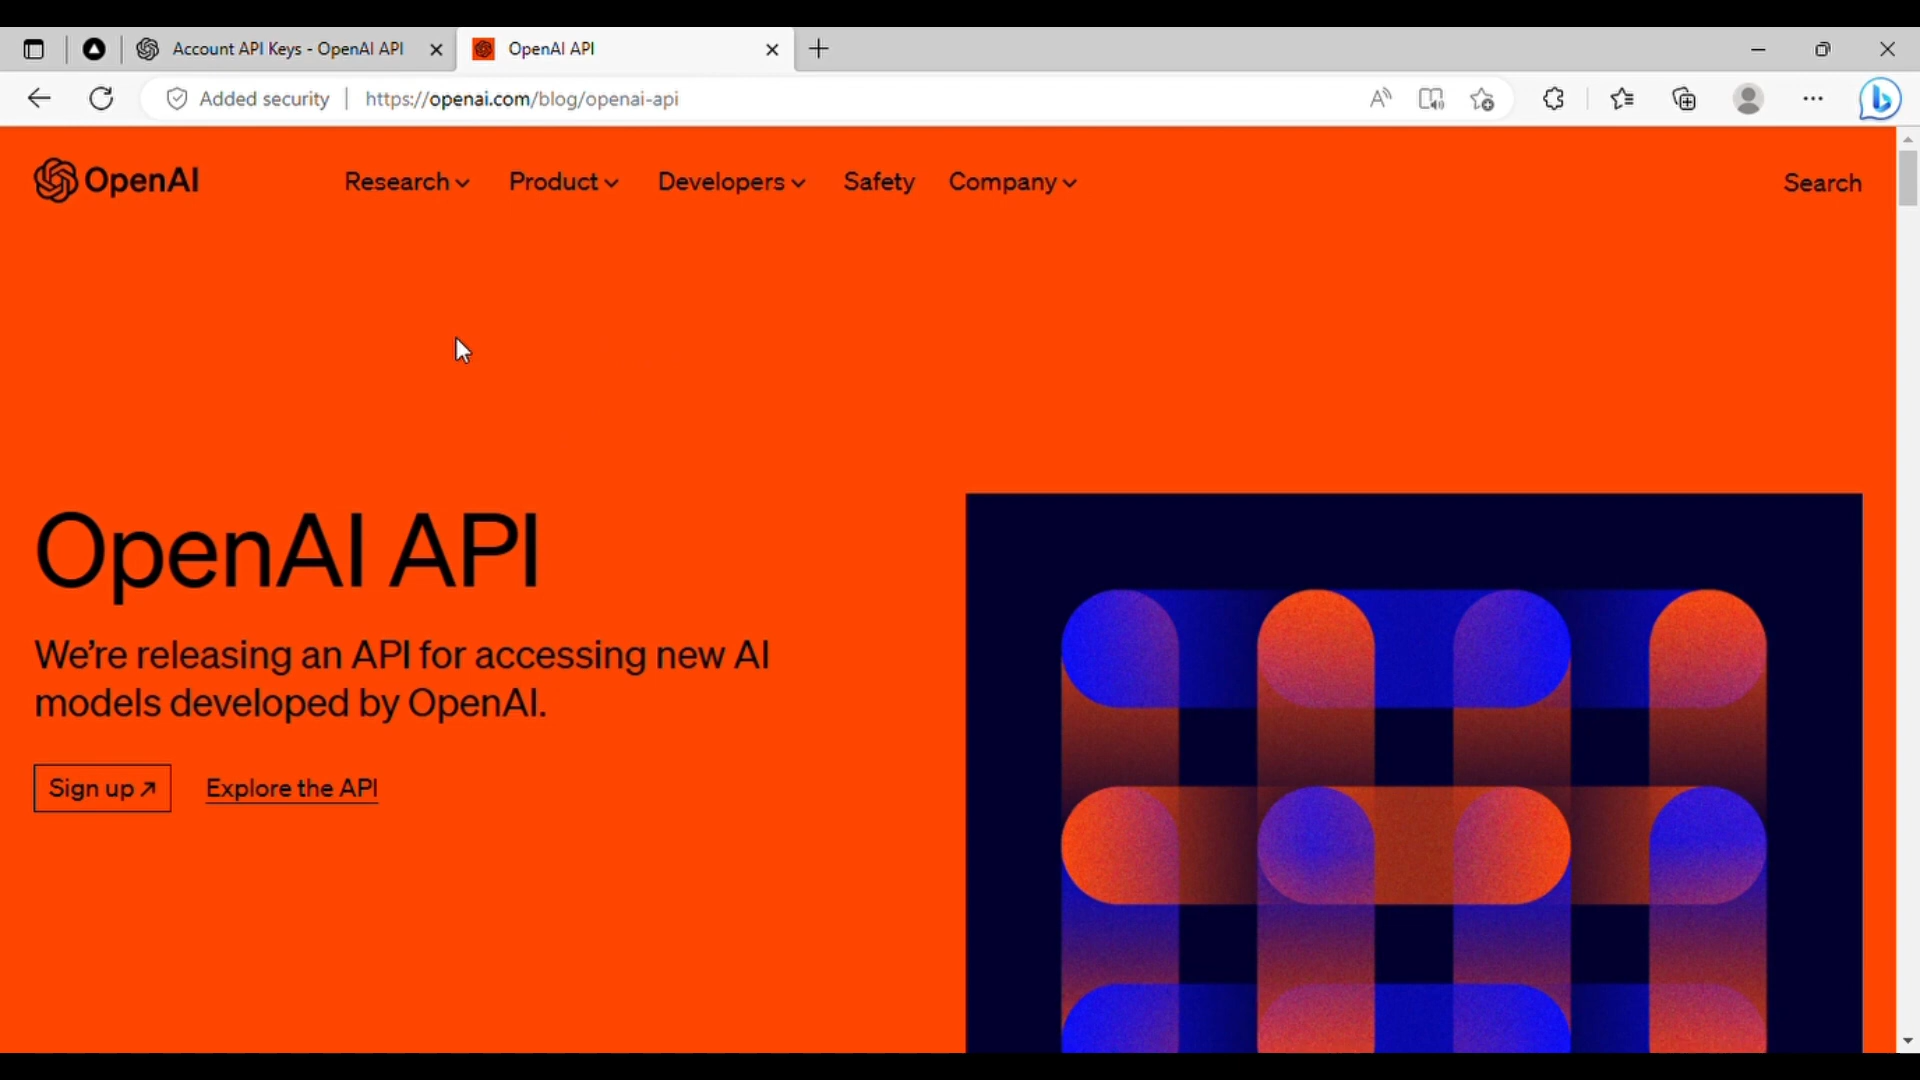 Account API Keys - OpenAI API
OpenAI API
Added security
https://openai.com/blog/openai-api
OpenAI
Research
Product
Developers
Safety
Company
Search
OpenAI API
We're releasing an API for accessing new AI
models developed by OpenAI.
Sign up
Explore the API